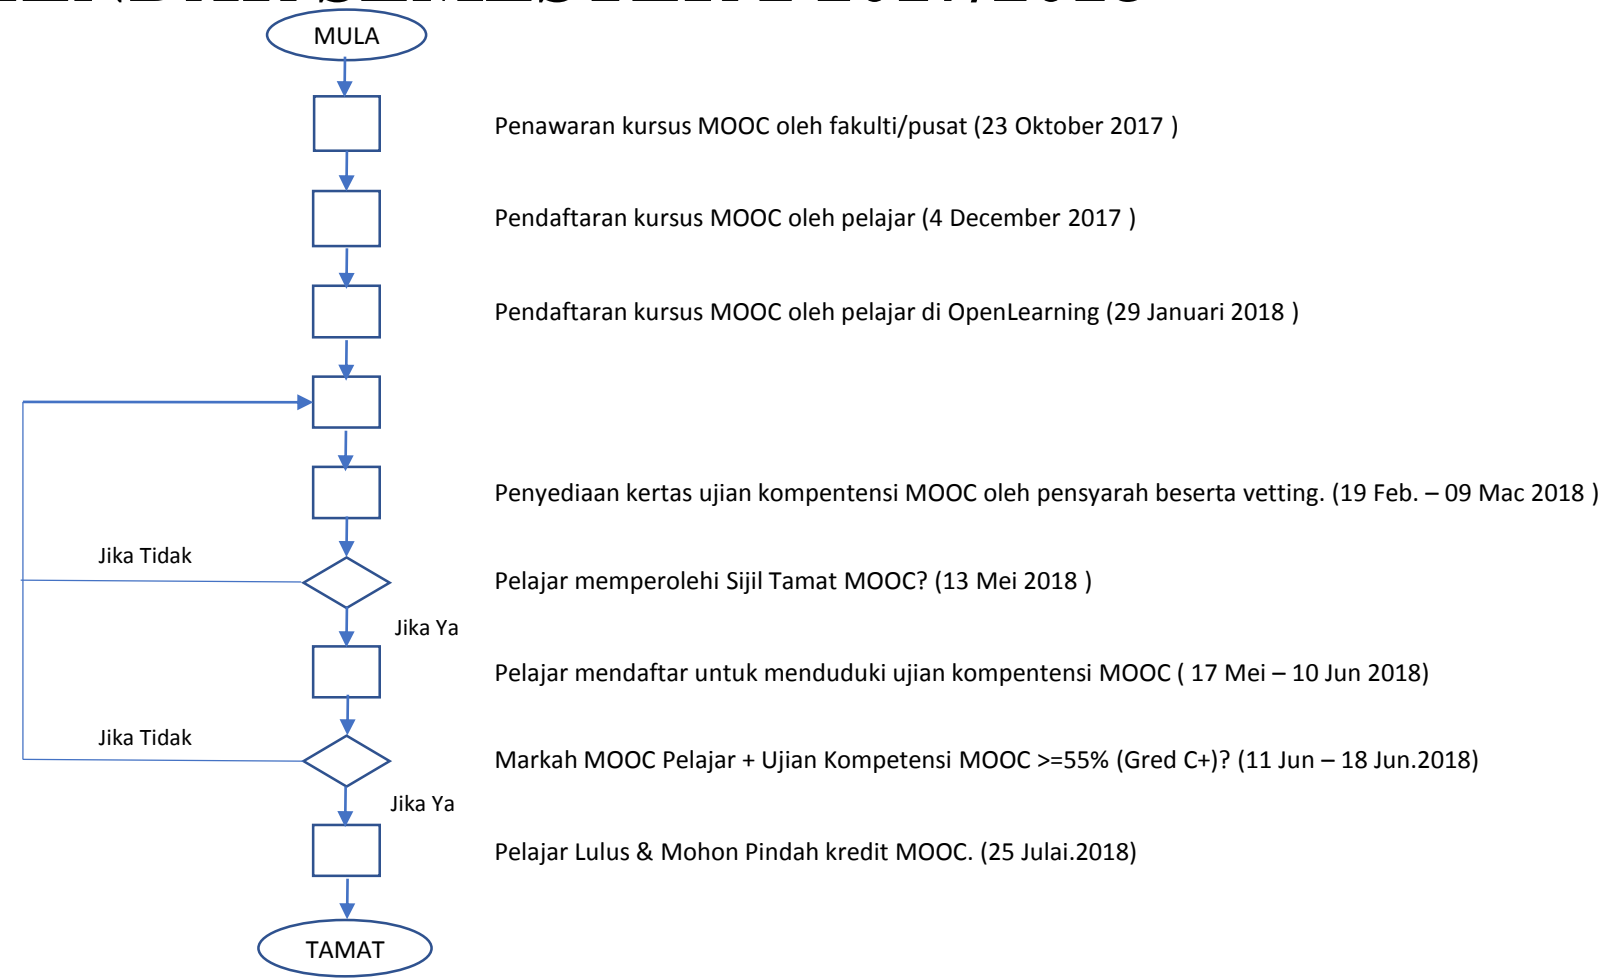 2017/2018
MULA
Penawaran kursus MOOC oleh fakulti/pusat (23 Oktober 2017 )
Pendaftaran kursus MOOC oleh pelajar (4 December 2017 )
Pendaftaran kursus MOOC oleh pelajar di OpenLearning (29 Januari 2018 )
Penyediaan kertas ujian kompentensi MOOC oleh pensyarah beserta vetting. (19 Feb. – 09 Mac 2018 )
Jika Tidak
Pelajar memperolehi Sijil Tamat MOOC? (13 Mei 2018 )
Jika Ya
Pelajar mendaftar untuk menduduki ujian kompentensi MOOC ( 17 Mei – 10 Jun 2018)
Jika Tidak
Markah MOOC Pelajar + Ujian Kompetensi MOOC >=55% (Gred C+)? (11 Jun – 18 Jun.2018)
Jika Ya
Pelajar Lulus & Mohon Pindah kredit MOOC. (25 Julai.2018)
TAMAT